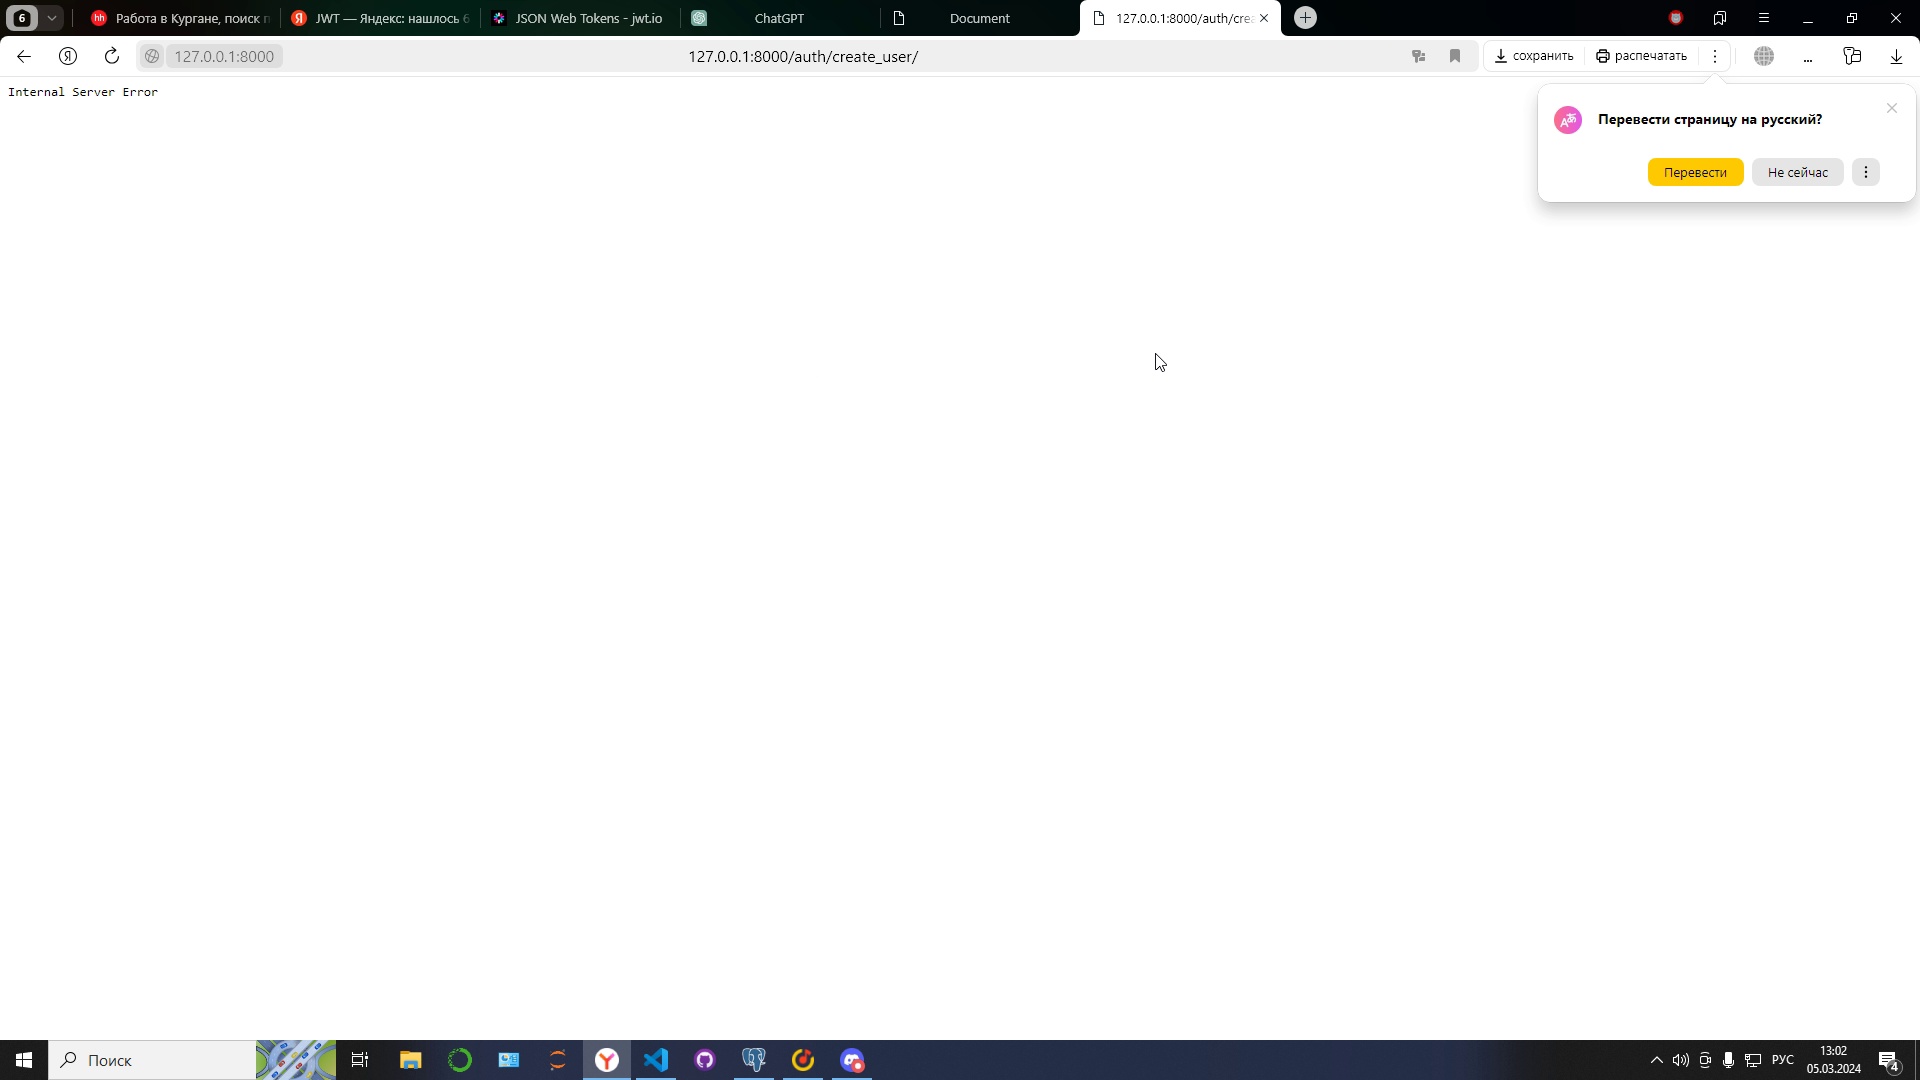 6
Работа в Кургане, поиск п
JWT — Яндекс: нашлось 6
JSON Web Tokens - jwt.io
ChatGPT
Document
127.0.0.1:8000/auth/crea
127.0.0.1:8000
127.0.0.1:8000/auth/create_user/
сохранить
распечатать
Internal Server Error
Перевести страницу на русский?
Перевести
Не сейчас
Поиск
РУС
13:02
05.03.2024
4